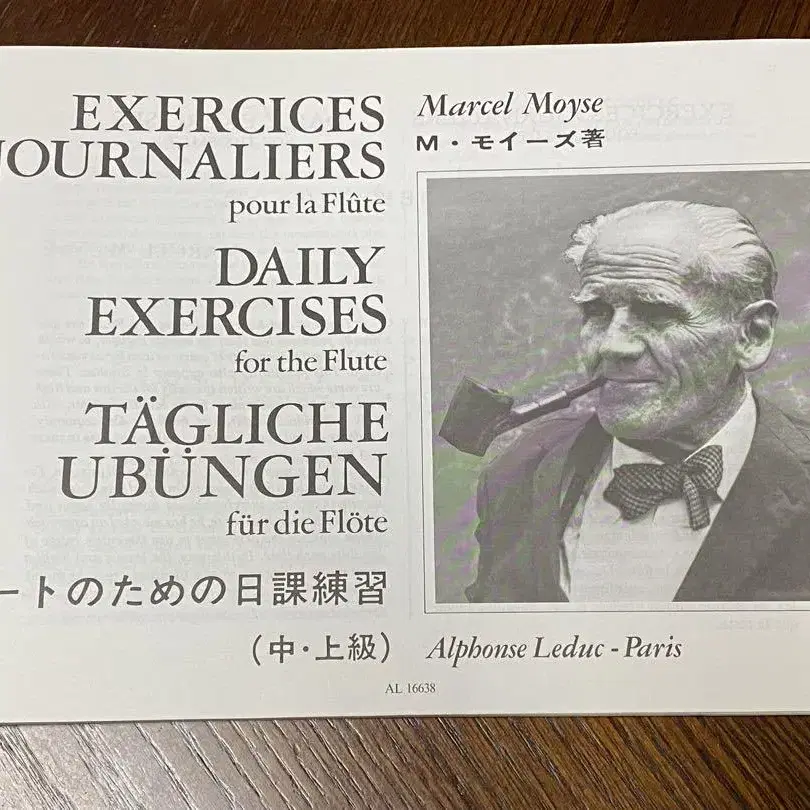 EXERCICES
JOURNALIERS
pour la Flûte
DAILY
EXERCISES
for the Flute
TÄGLICHE
UBÜNGEN
für die Flöte
ートのための日課練習
(中・上級)
Marcel Moyse
M・モイーズ著
Alphonse Leduc - Paris
AL 16638